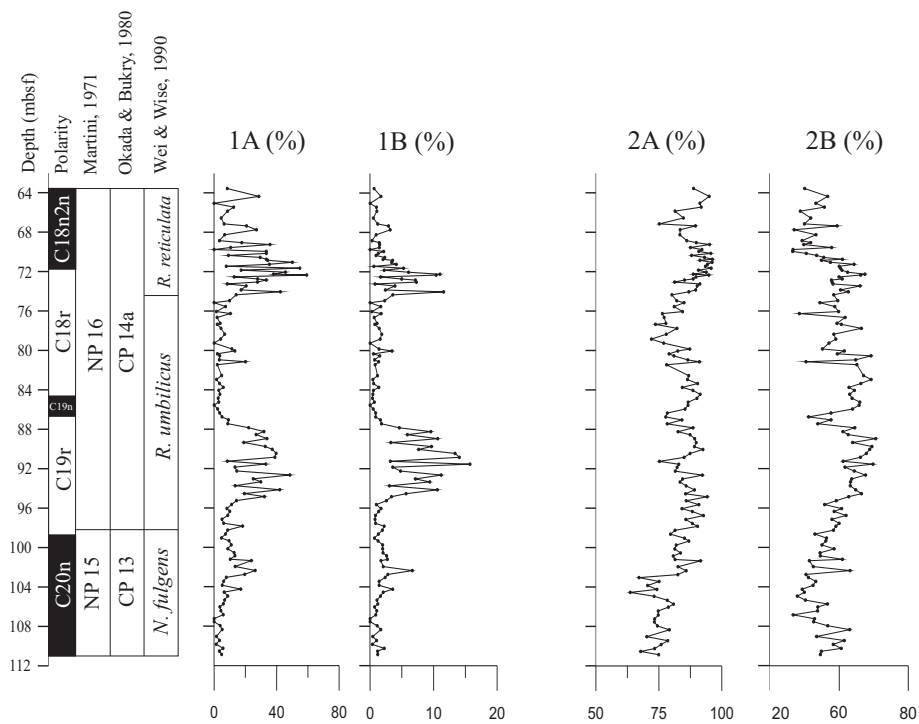 Depth (mbsf)
Polarity
Martini, 1971
Okada & Bukry, 1980
Wei & Wise, 1990
1A (%)
1B (%)
2A (%)
2B (%)
64
68
72
76
80
84
88
92
96
100
104
108
112
C18n2n
C18r
C19n
C19r
C20n
NP 16
NP 15
CP 14a
CP 13
R. reticulata
R. umbilicus
N. fulgens
0 40 80
0 10 20
50 75 100
20 60 80